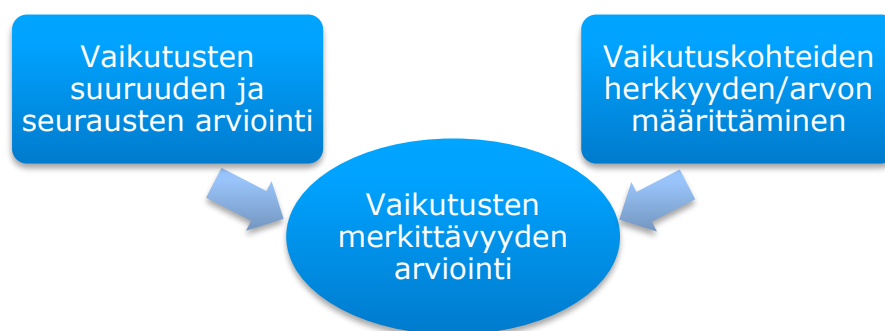 Vaikutusten
suuruuden ja
seurausten arviointi
Vaikutuskohteiden
herkkyyden/arvon
määrittäminen
Vaikutusten
merkittävyyden
arviointi